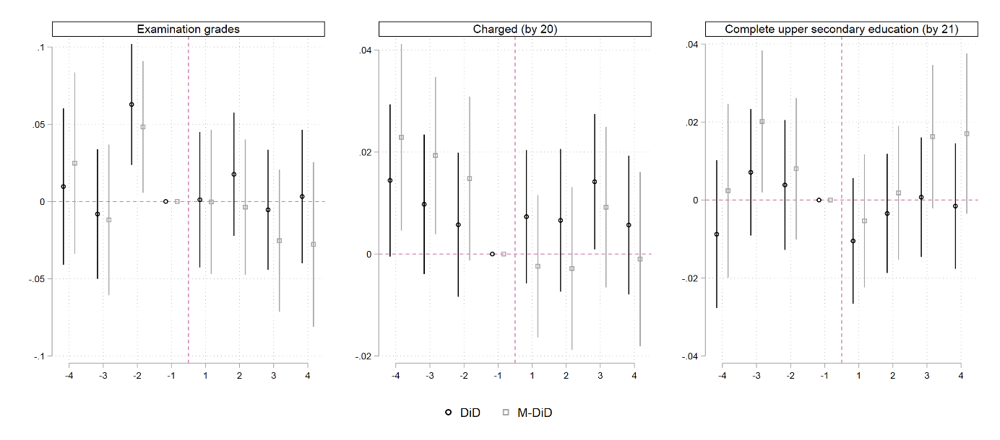 Examination grades
.1
.05
0
-.05
-.1
-4 -3 -2 -1 1 2 3 4
Charged (by 20)
.04
.02
0
-.02
-4 -3 -2 -1 1 2 3 4
Complete upper secondary education (by 21)
.04
.02
0
-.02
-.04
-4 -3 -2 -1 1 2 3 4
DiD M-DiD